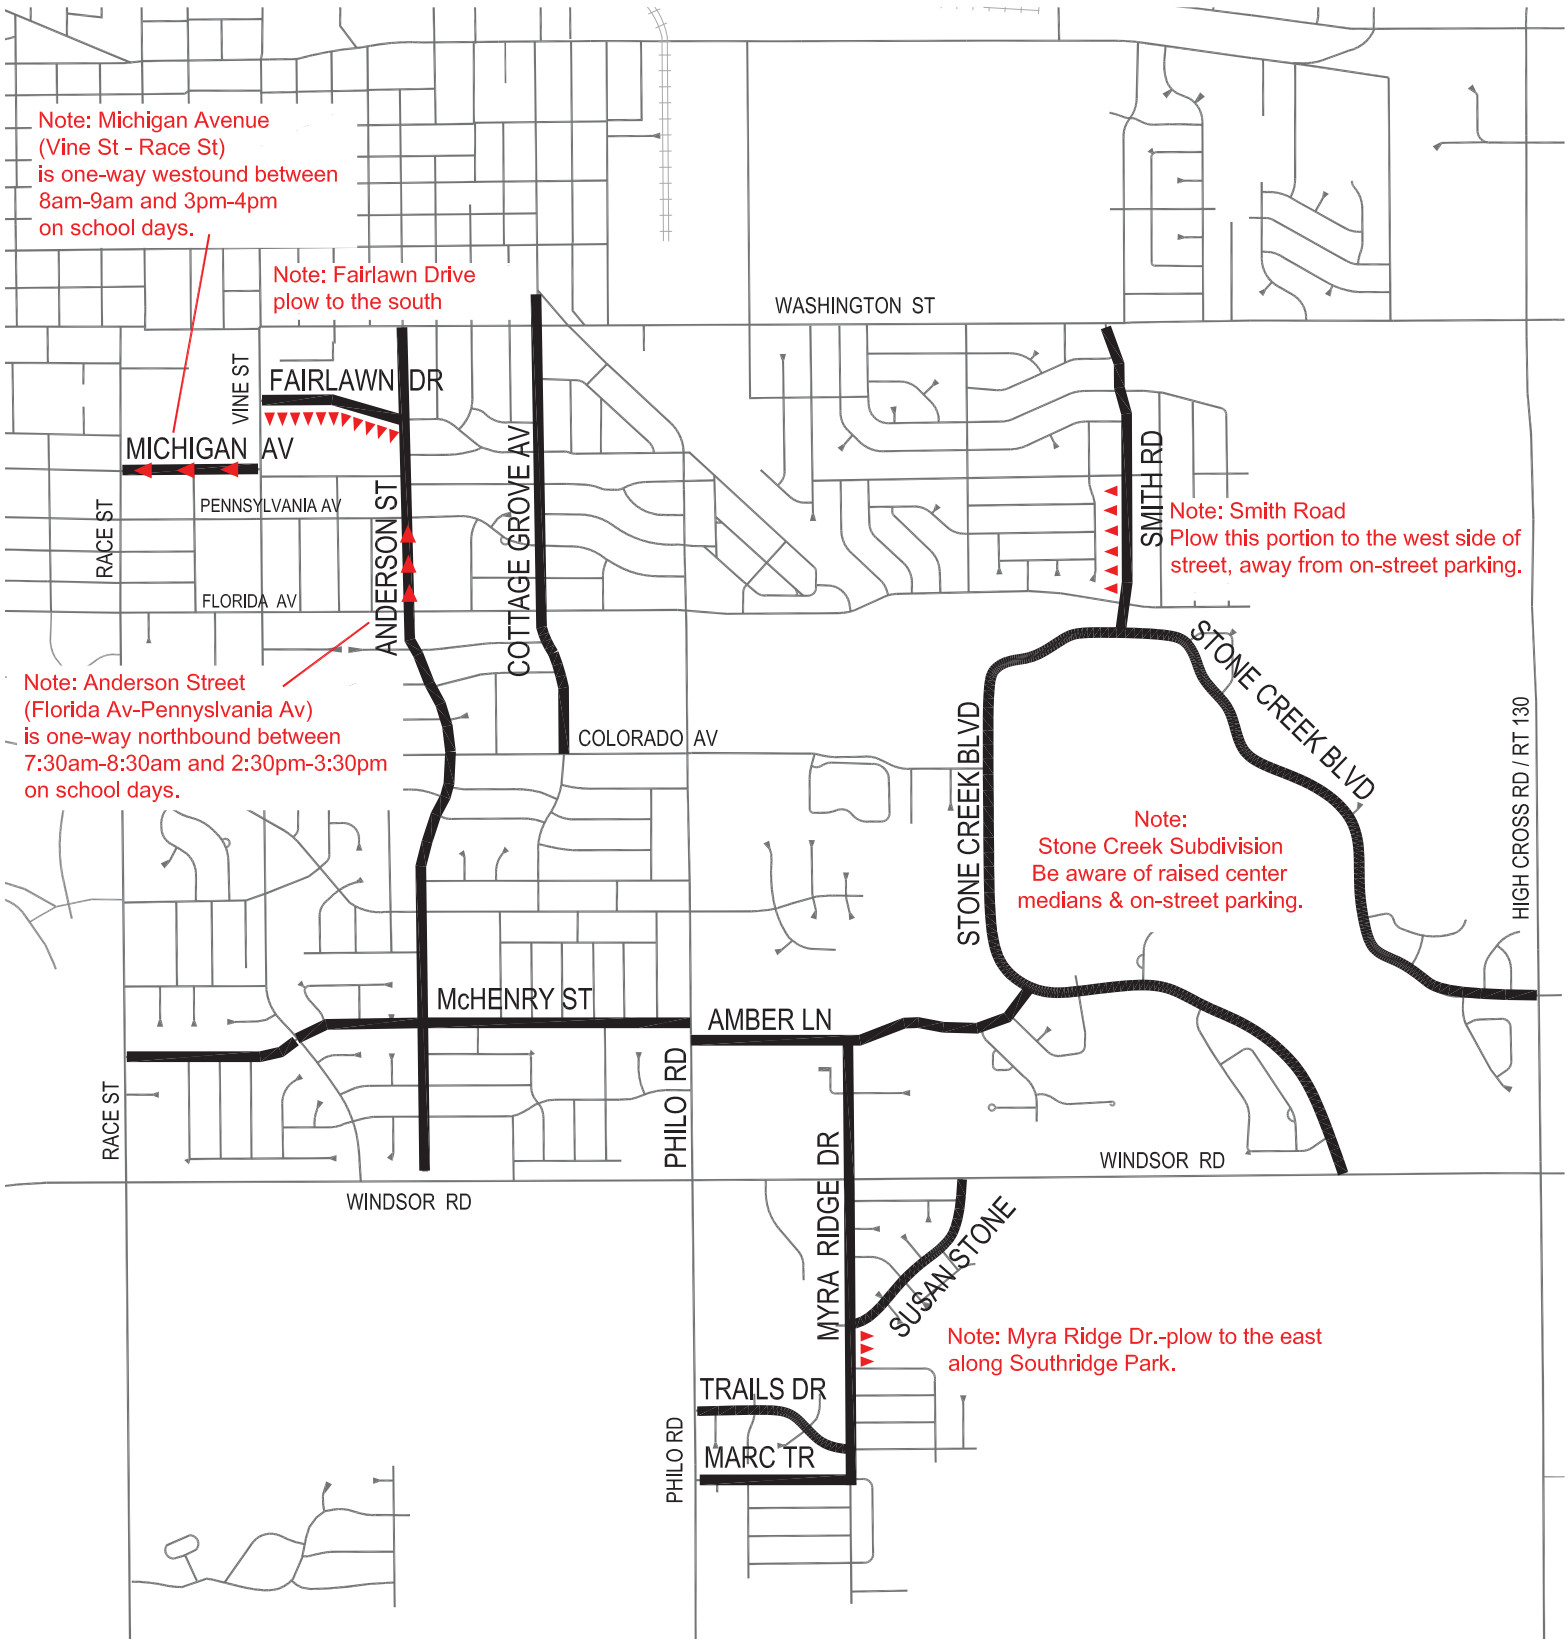 Note: Michigan Avenue
(Vine St - Race St)
is one-way westound between
8am-9am and 3pm-4pm
on school days.
Note: Fairlawn Drive
plow to the south
WASHINGTON ST
VINE ST
FAIRLAWN DR
MICHIGAN AV
RACE ST
PENNSYLVANIA AV
ANDERSON ST
COTTAGE GROVE AV
SMITH RD
Note: Smith Road
Plow this portion to the west side of
street, away from on-street parking.
FLORIDA AV
Note: Anderson Street
(Florida Av-Pennyslvania Av)
is one-way northbound between
7:30am-8:30am and 2:30pm-3:30pm
on school days.
COLORADO AV
STONE CREEK BLVD
STONE CREEK BLVD
HIGH CROSS RD / RT 130
Note:
Stone Creek Subdivision
Be aware of raised center
medians & on-street parking.
McHENRY ST
AMBER LN
RACE ST
PHILO RD
WINDSOR RD
WINDSOR RD
MYRA RIDGE DR
SUSAN STONE
Note: Myra Ridge Dr.-plow to the east
along Southridge Park.
TRAILS DR
MARC TR
PHILO RD